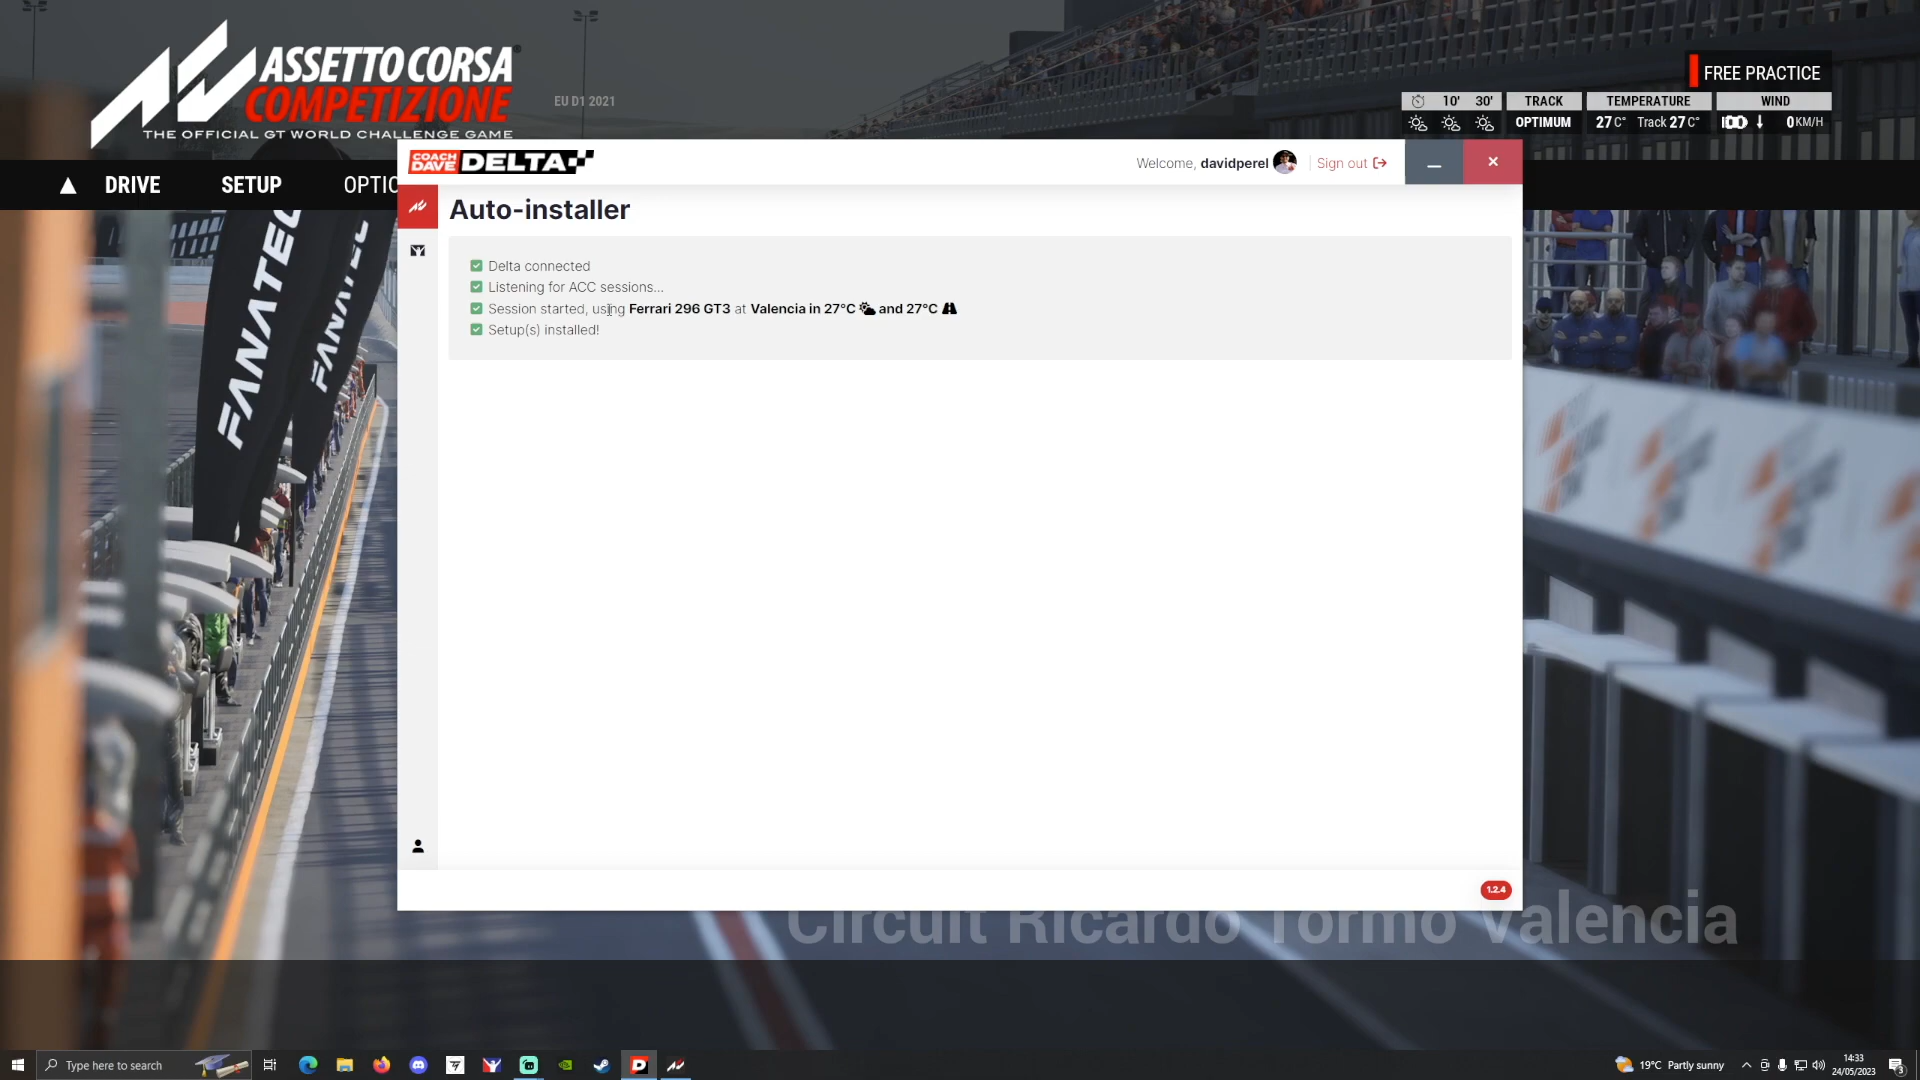 ASSETTO CORSA
COMPETIZIONE
THE OFFICIAL GT WORLD CHALLENGE GAME
EU D1 2021
FREE PRACTICE
10' 30' TRACK TEMPERATURE WIND
OPTIMUM 27 C° Track 27 C° 0 KM/H
DRIVE SETUP OPTIO
COACH DAVE DELTA
Welcome, davidperel Sign out
Auto-installer
Delta connected
Listening for ACC sessions...
Session started, using Ferrari 296 GT3 at Valencia in 27°C and 27°C
Setup(s) installed!
FANATEC
FANATEC
1.2.4
Circuit Ricardo Tormo Valencia
Type here to search
19°C Partly sunny
14:33
24/05/2023
3